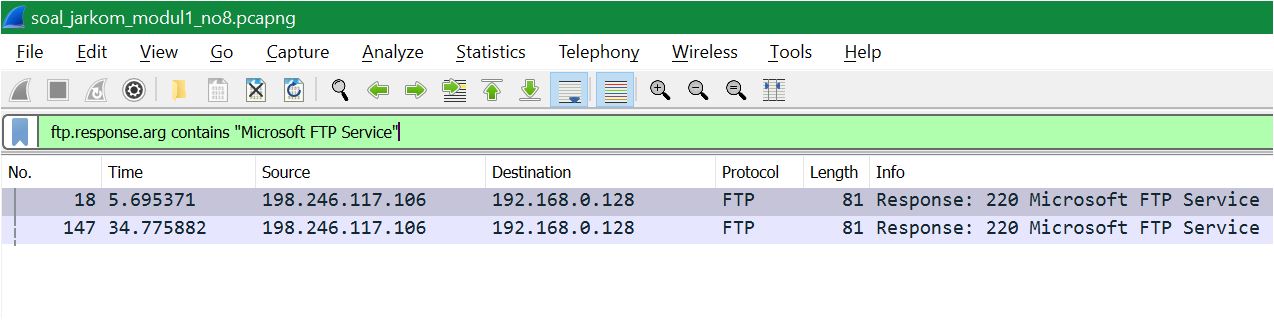 soal_jarkom_modul1_no8.pcapng
File Edit View Go Capture Analyze Statistics Telephony Wireless Tools Help
ftp.response.arg contains "Microsoft FTP Service"
No. Time Source Destination Protocol Length Info
18 5.695371 198.246.117.106 192.168.0.128 FTP 81 Response: 220 Microsoft FTP Service
147 34.775882 198.246.117.106 192.168.0.128 FTP 81 Response: 220 Microsoft FTP Service